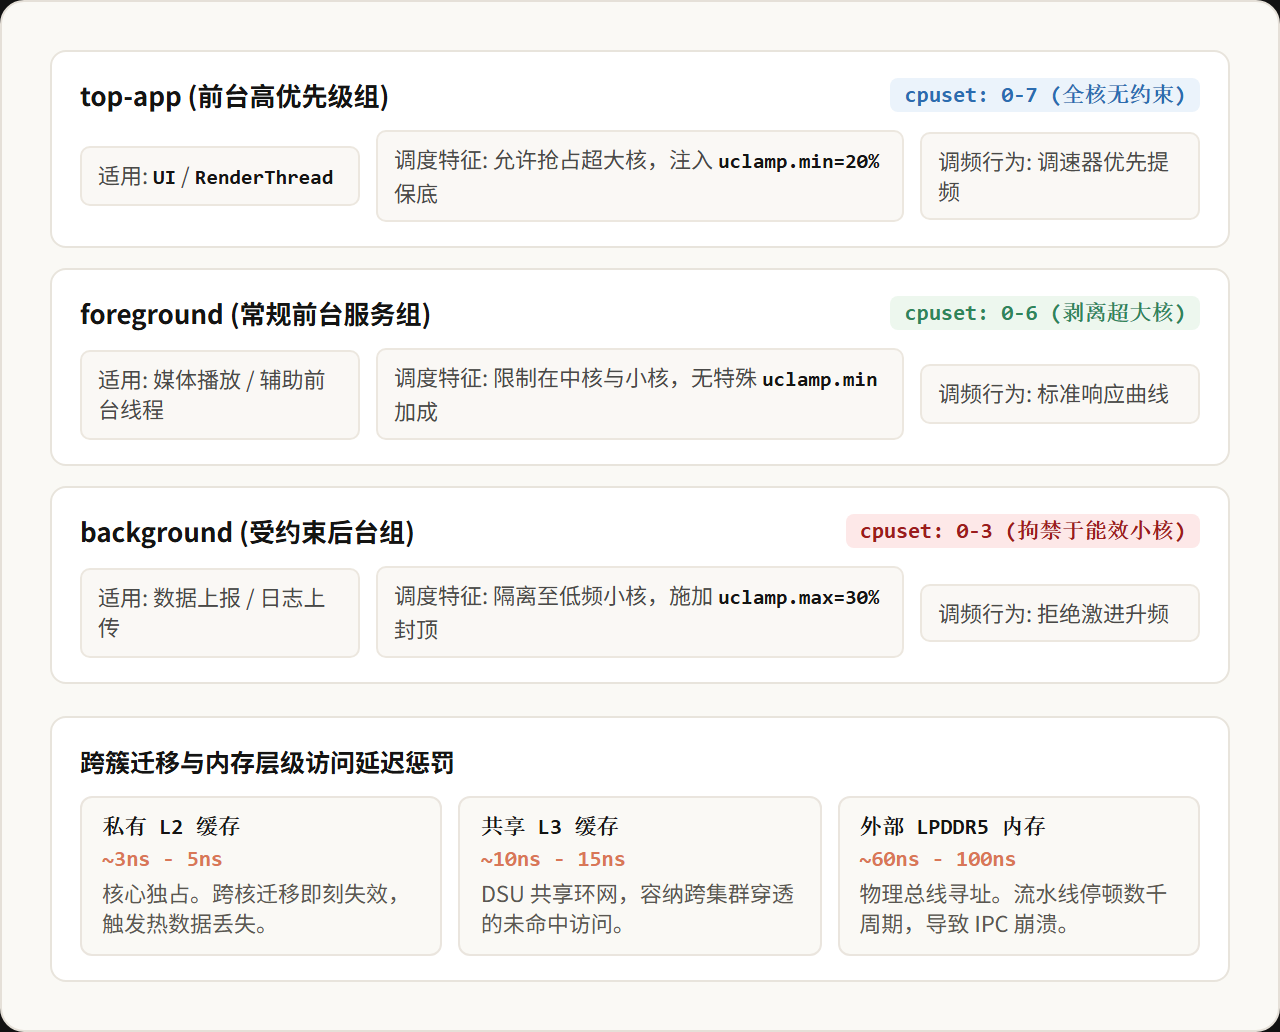 top-app (前台高优先级组)
cpuset: 0-7 (全核无约束)
适用: UI / RenderThread
调度特征: 允许抢占超大核，注入 uclamp.min=20%
保底
调频行为: 调速器优先提
频
foreground (常规前台服务组)
cpuset: 0-6 (剥离超大核)
适用: 媒体播放 / 辅助前
台线程
调度特征: 限制在中核与小核，无特殊 uclamp.min
加成
调频行为: 标准响应曲线
background (受约束后台组)
cpuset: 0-3 (拘禁于能效小核)
适用: 数据上报 / 日志上
传
调度特征: 隔离至低频小核，施加 uclamp.max=30%
封顶
调频行为: 拒绝激进升频
跨簇迁移与内存层级访问延迟惩罚
私有 L2 缓存
~3ns - 5ns
核心独占。跨核迁移即刻失效，
触发热数据丢失。
共享 L3 缓存
~10ns - 15ns
DSU 共享环网，容纳跨集群穿透
的未命中访问。
外部 LPDDR5 内存
~60ns - 100ns
物理总线寻址。流水线停顿数千
周期，导致 IPC 崩溃。